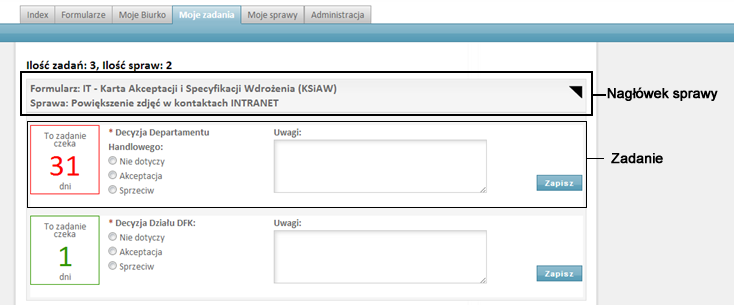 Index Formularze Moje Biurko Moje zadania Moje sprawy Administracja
Ilość zadań: 3, Ilość spraw: 2
Formularz: IT - Karta Akceptacji i Specyfikacji Wdrożenia (KSiAW)
Sprawa: Powiększenie zdjęć w kontaktach INTRANET
Nagłówek sprawy
To zadanie
czeka
31
dni
* Decyzja Departamentu
Handlowego:
Nie dotyczy
Akceptacja
Sprzeciw
Uwagi:
Zapisz
Zadanie
To zadanie
czeka
1
dni
* Decyzja Działu DFK:
Nie dotyczy
Akceptacja
Sprzeciw
Uwagi:
Zapisz